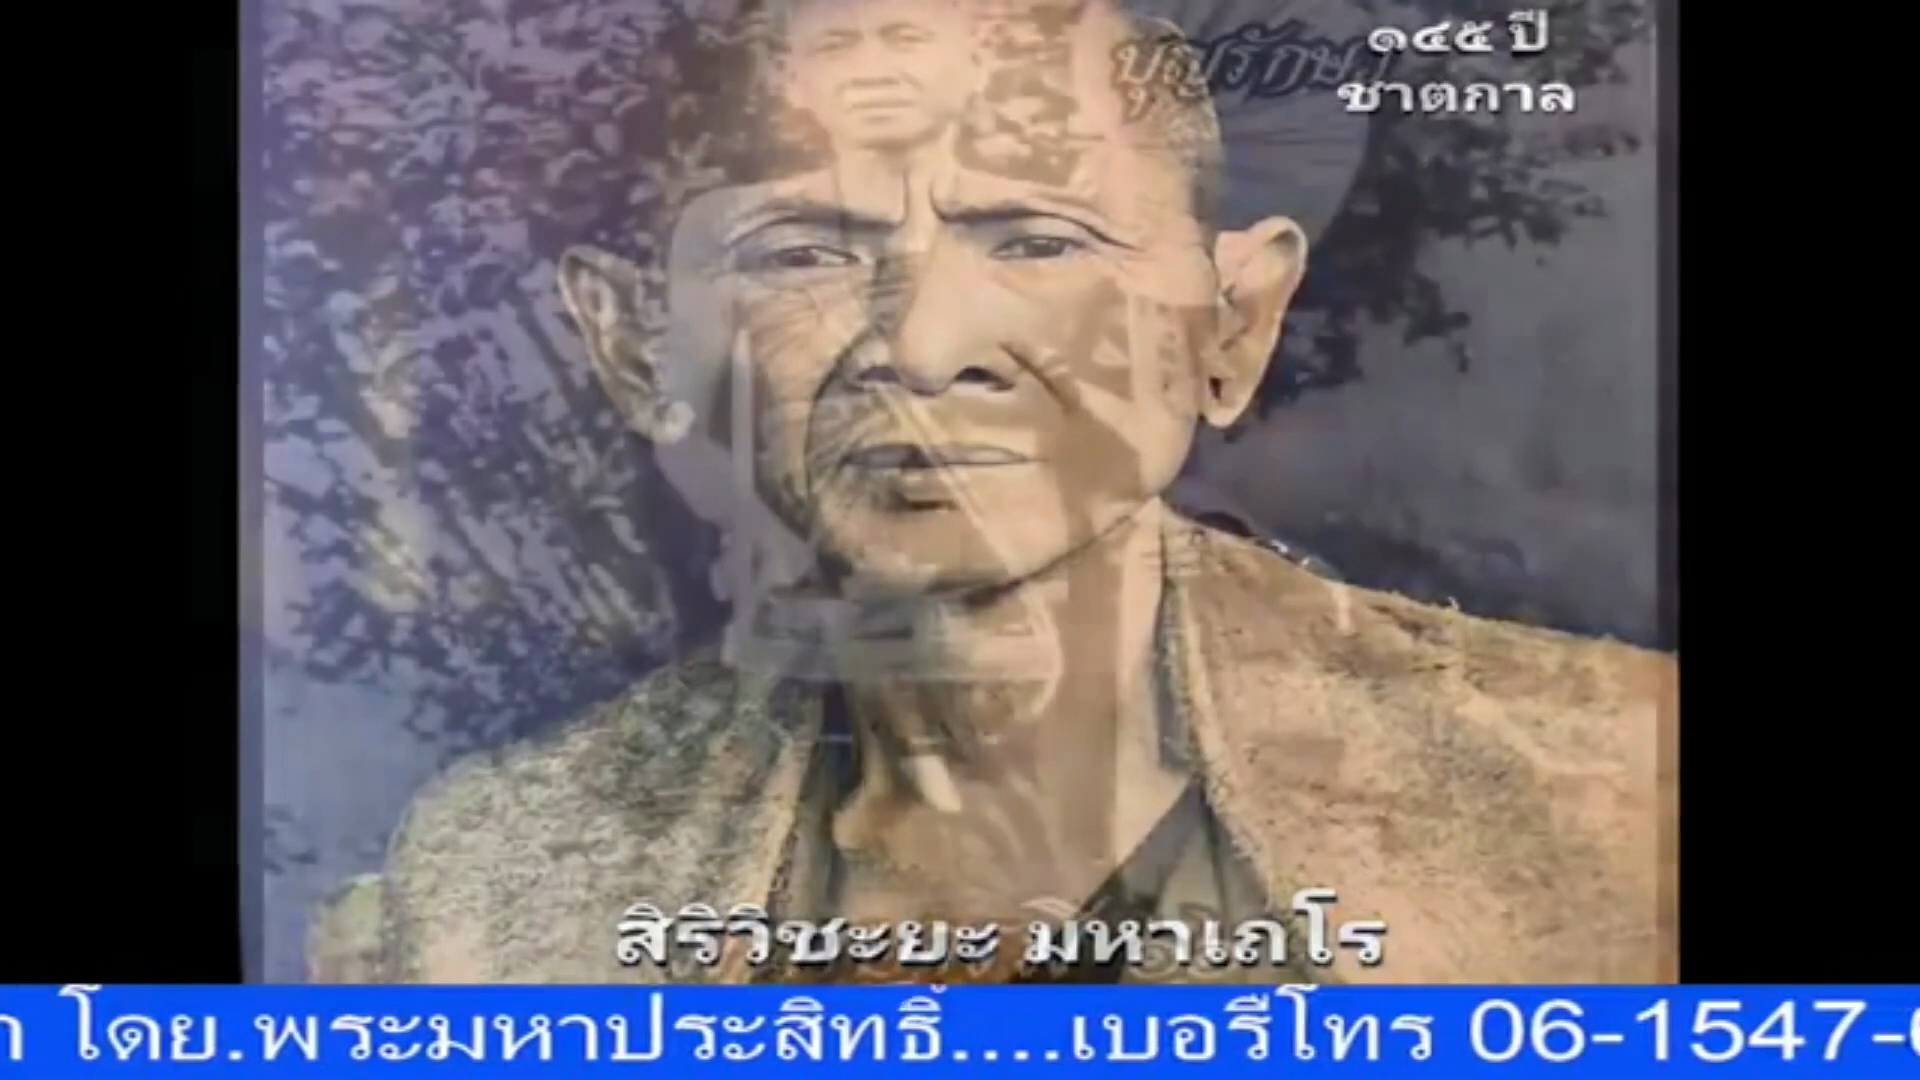 ๑๔๕ ปี
ชาตกาล
สิริวิชะยะ มหาเถโร
โดย.พระมหาประสิทธิ์....เบอร์โทร 06-1547-